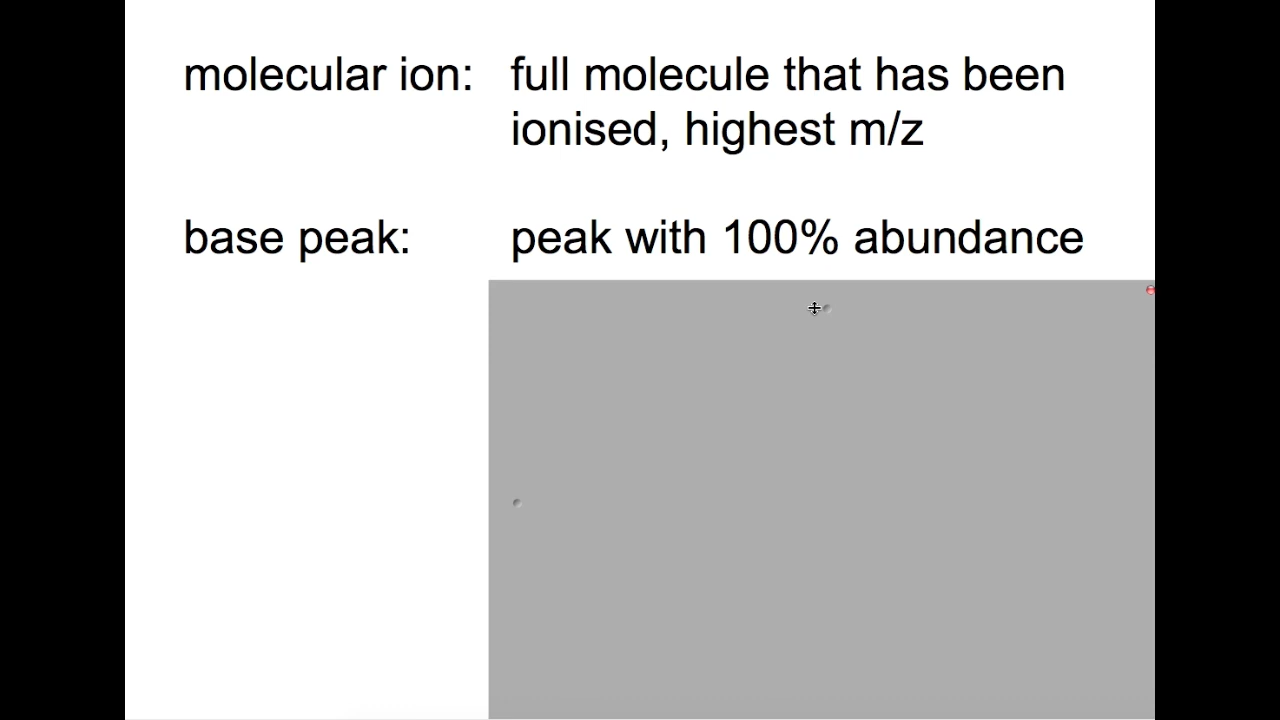 molecular ion: full molecule that has been
ionised, highest m/z
base peak: peak with 100% abundance